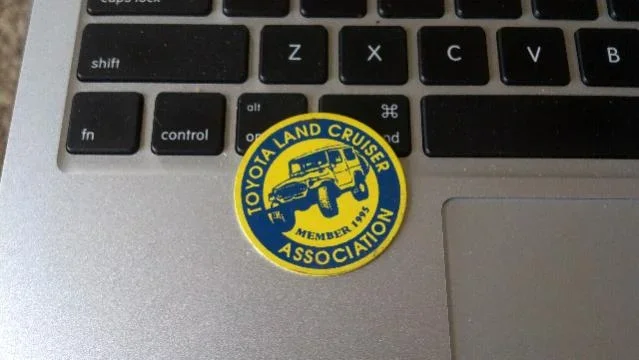 caps lock
shift
Z
X
C
V
B
fn
control
alt
⌘
TOYOTA LAND CRUISER
MEMBER 1995
ASSOCIATION